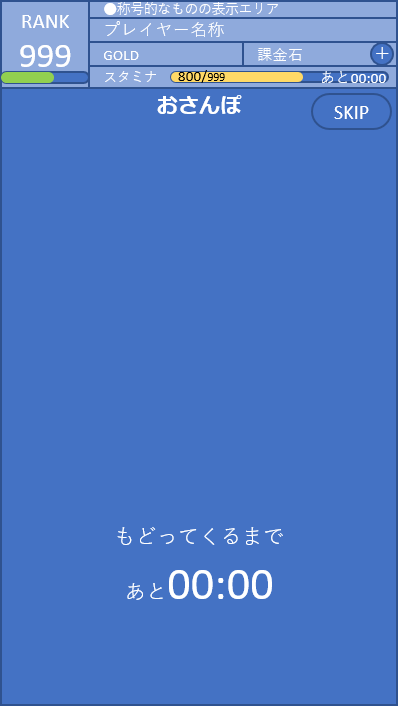 RANK
999
●称号的なものの表示エリア
プレイヤー名称
GOLD
課金石
+
スタミナ
800/999
あと00:00
おさんぽ
SKIP
もどってくるまで
あと00:00